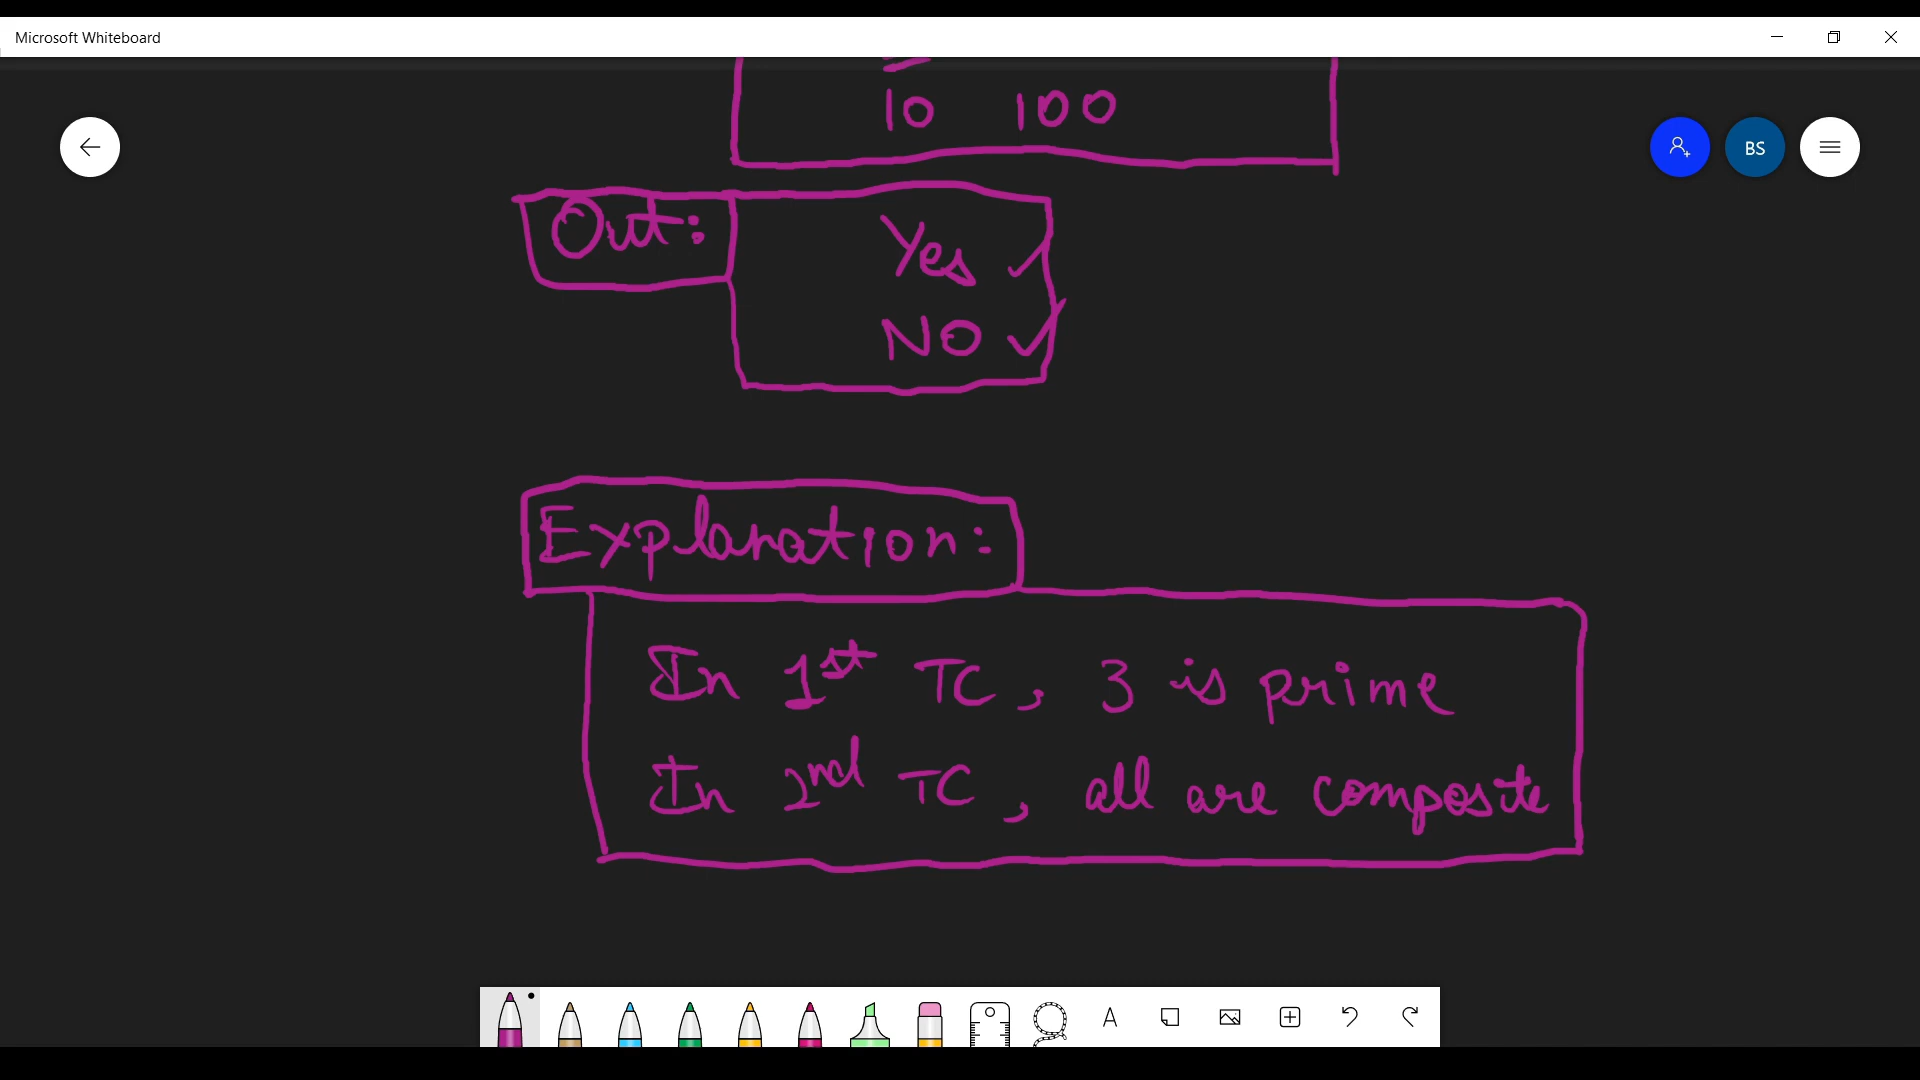 Microsoft Whiteboard
10 100
BS
Out:
Yes ✓
NO ✓
Explanation:
In 1st TC, 3 is prime
In 2nd TC, all are composite